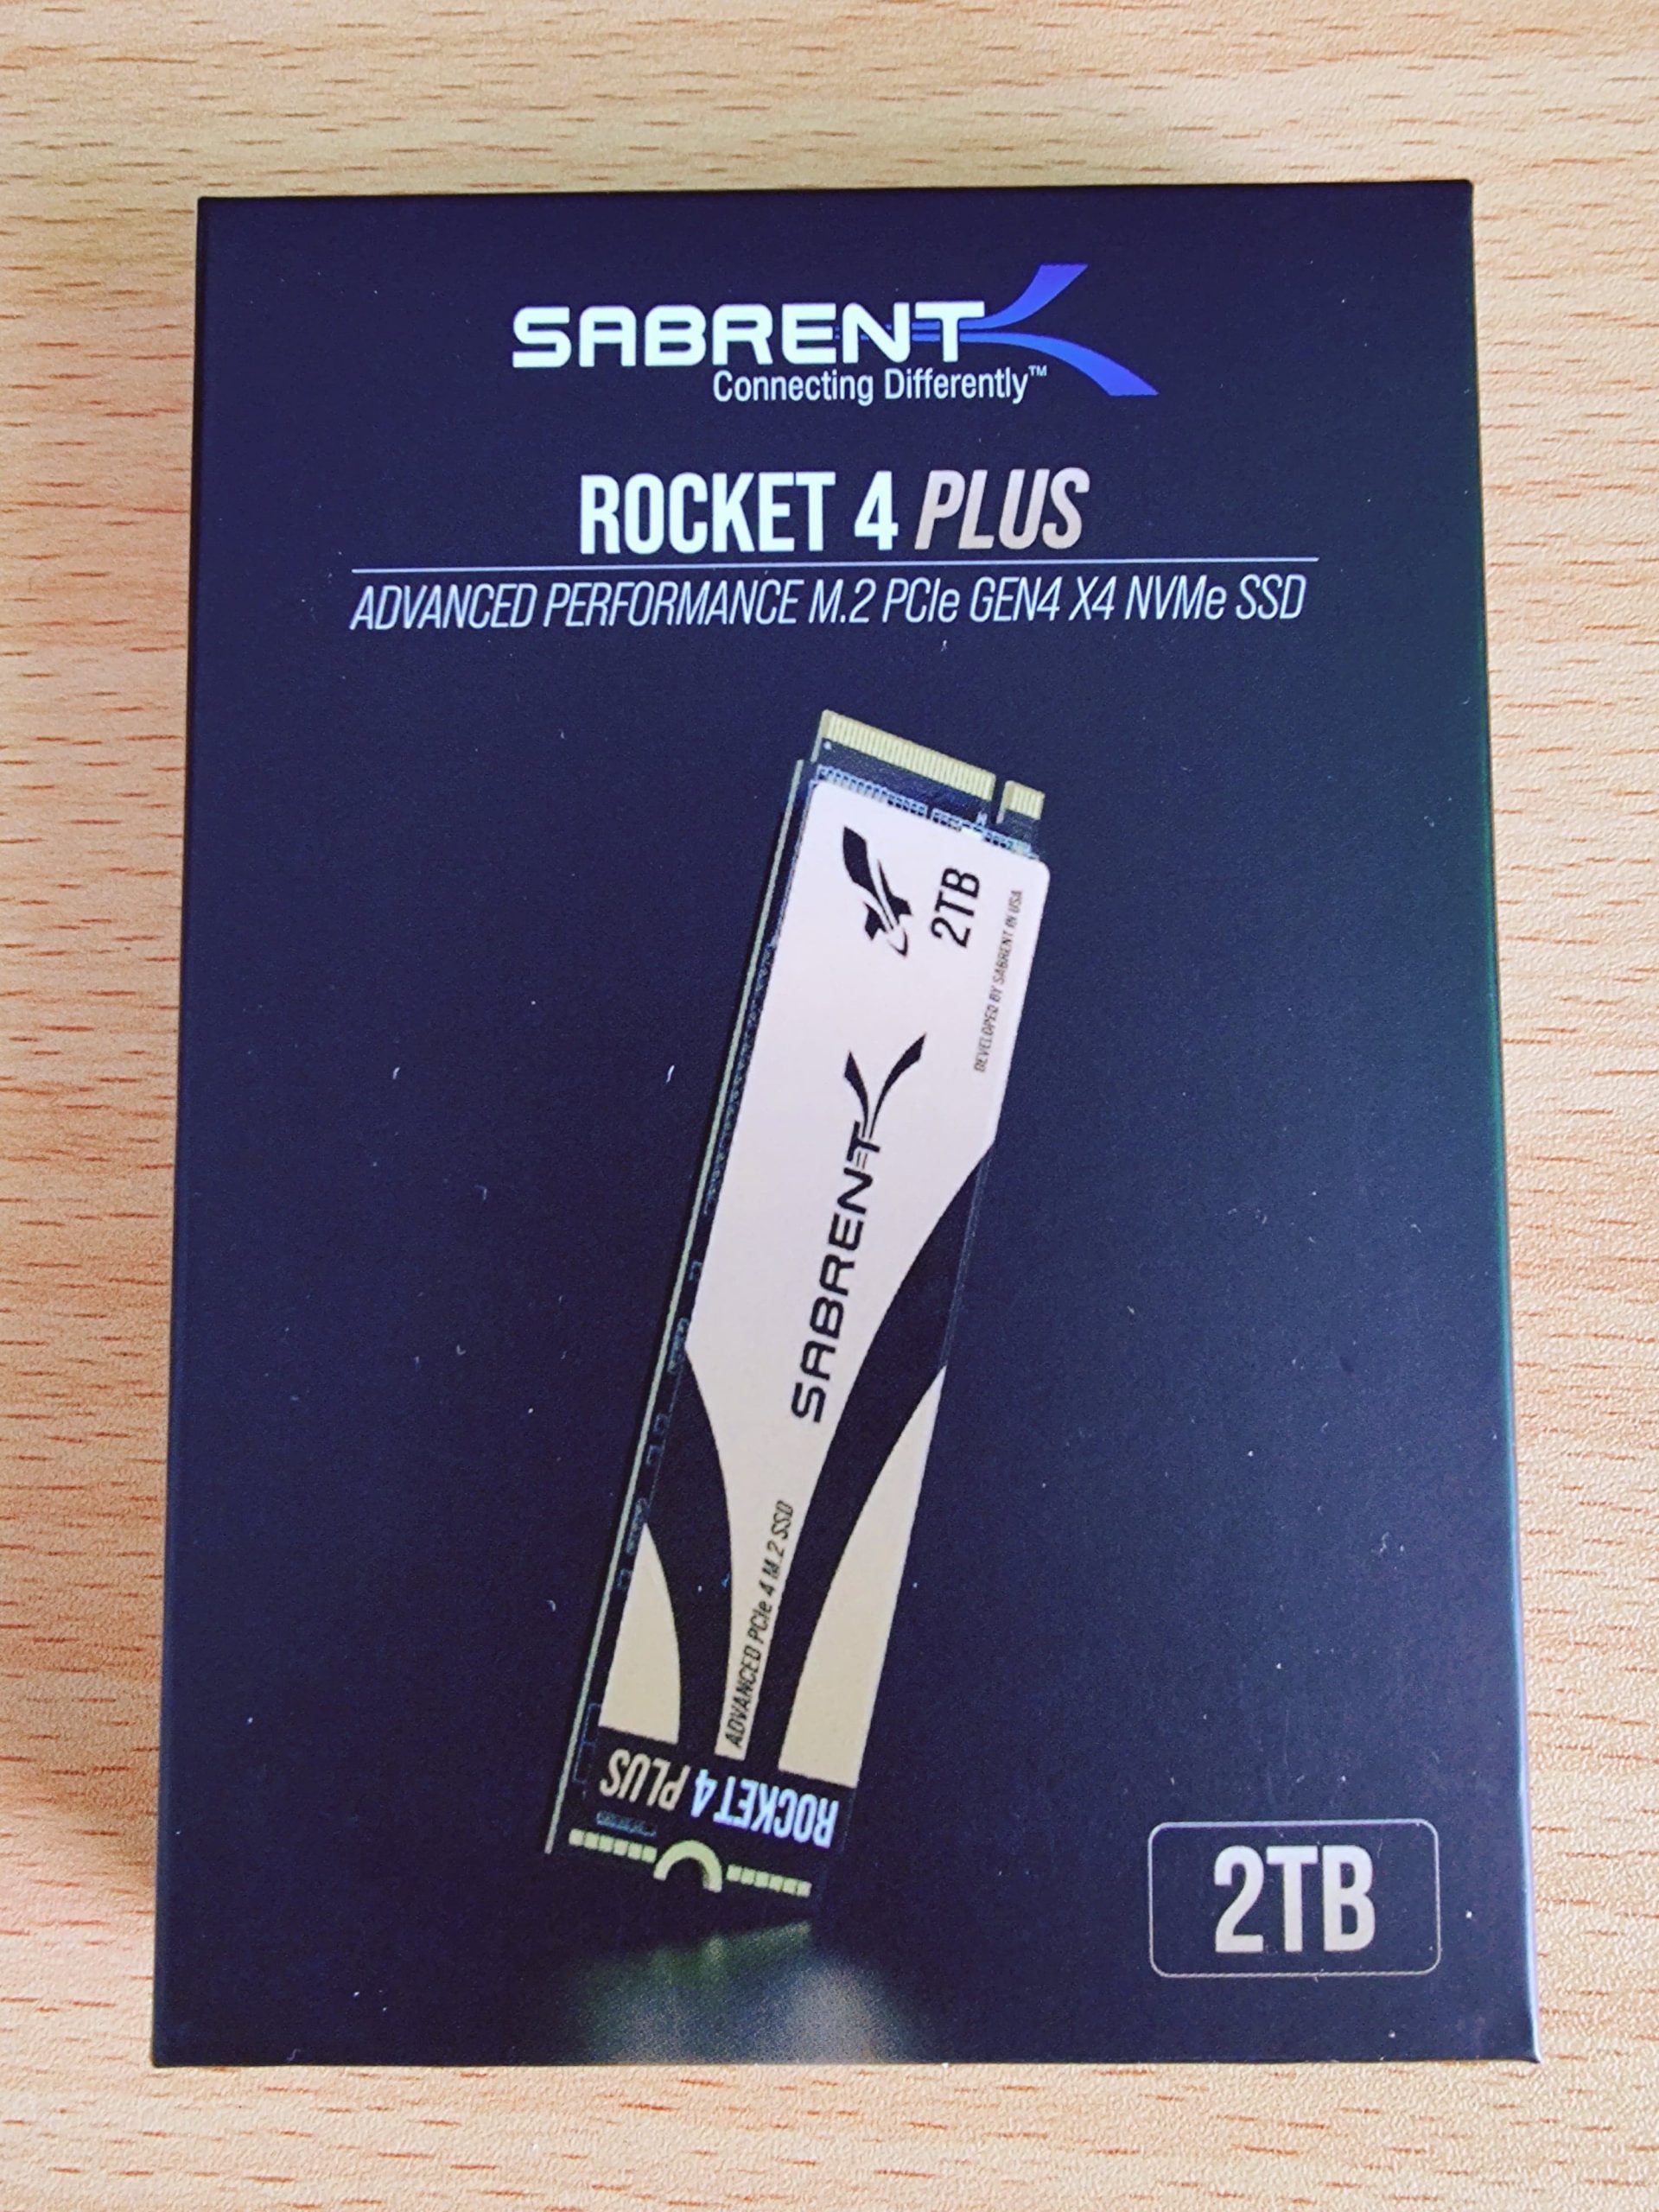 SABRENT
Connecting Differently™
ROCKET 4 PLUS
ADVANCED PERFORMANCE M.2 PCIe GEN4 X4 NVMe SSD
2TB
DEVELOPED BY SABRENT IN USA
SABRENT
ADVANCED PCIe 4 M.2 SSD
ROCKET 4 PLUS
2TB